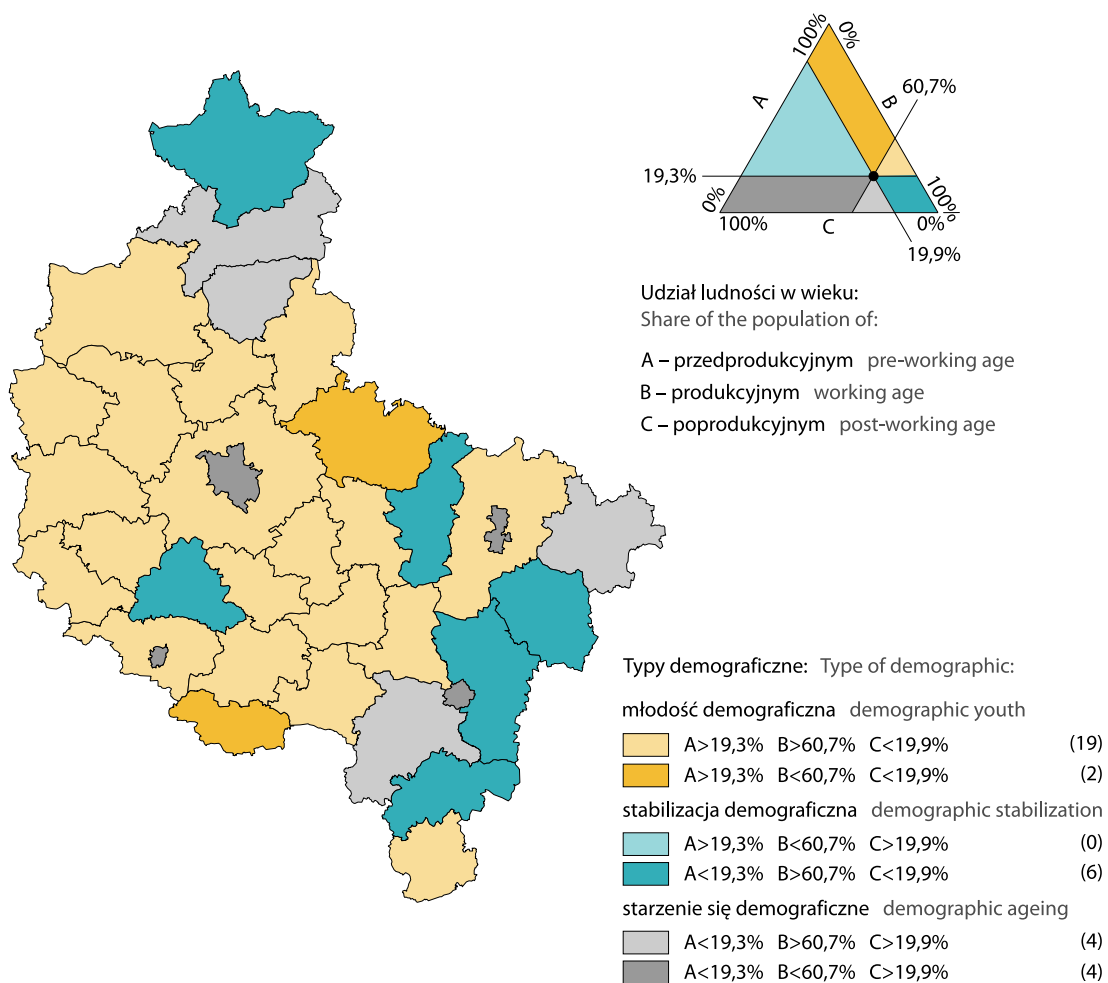 100%
0%
A
B
60,7%
19,3%
0%
100%
C
100%
0%
19,9%
Udział ludności w wieku:
Share of the population of:
A – przedprodukcyjnym pre-working age
B – produkcyjnym working age
C – poprodukcyjnym post-working age
Typy demograficzne: Type of demographic:
młodość demograficzna demographic youth
A>19,3% B>60,7% C<19,9% (19)
A>19,3% B<60,7% C<19,9% (2)
stabilizacja demograficzna demographic stabilization
A>19,3% B<60,7% C>19,9% (0)
A<19,3% B>60,7% C<19,9% (6)
starzenie się demograficzne demographic ageing
A<19,3% B>60,7% C>19,9% (4)
A<19,3% B<60,7% C>19,9% (4)